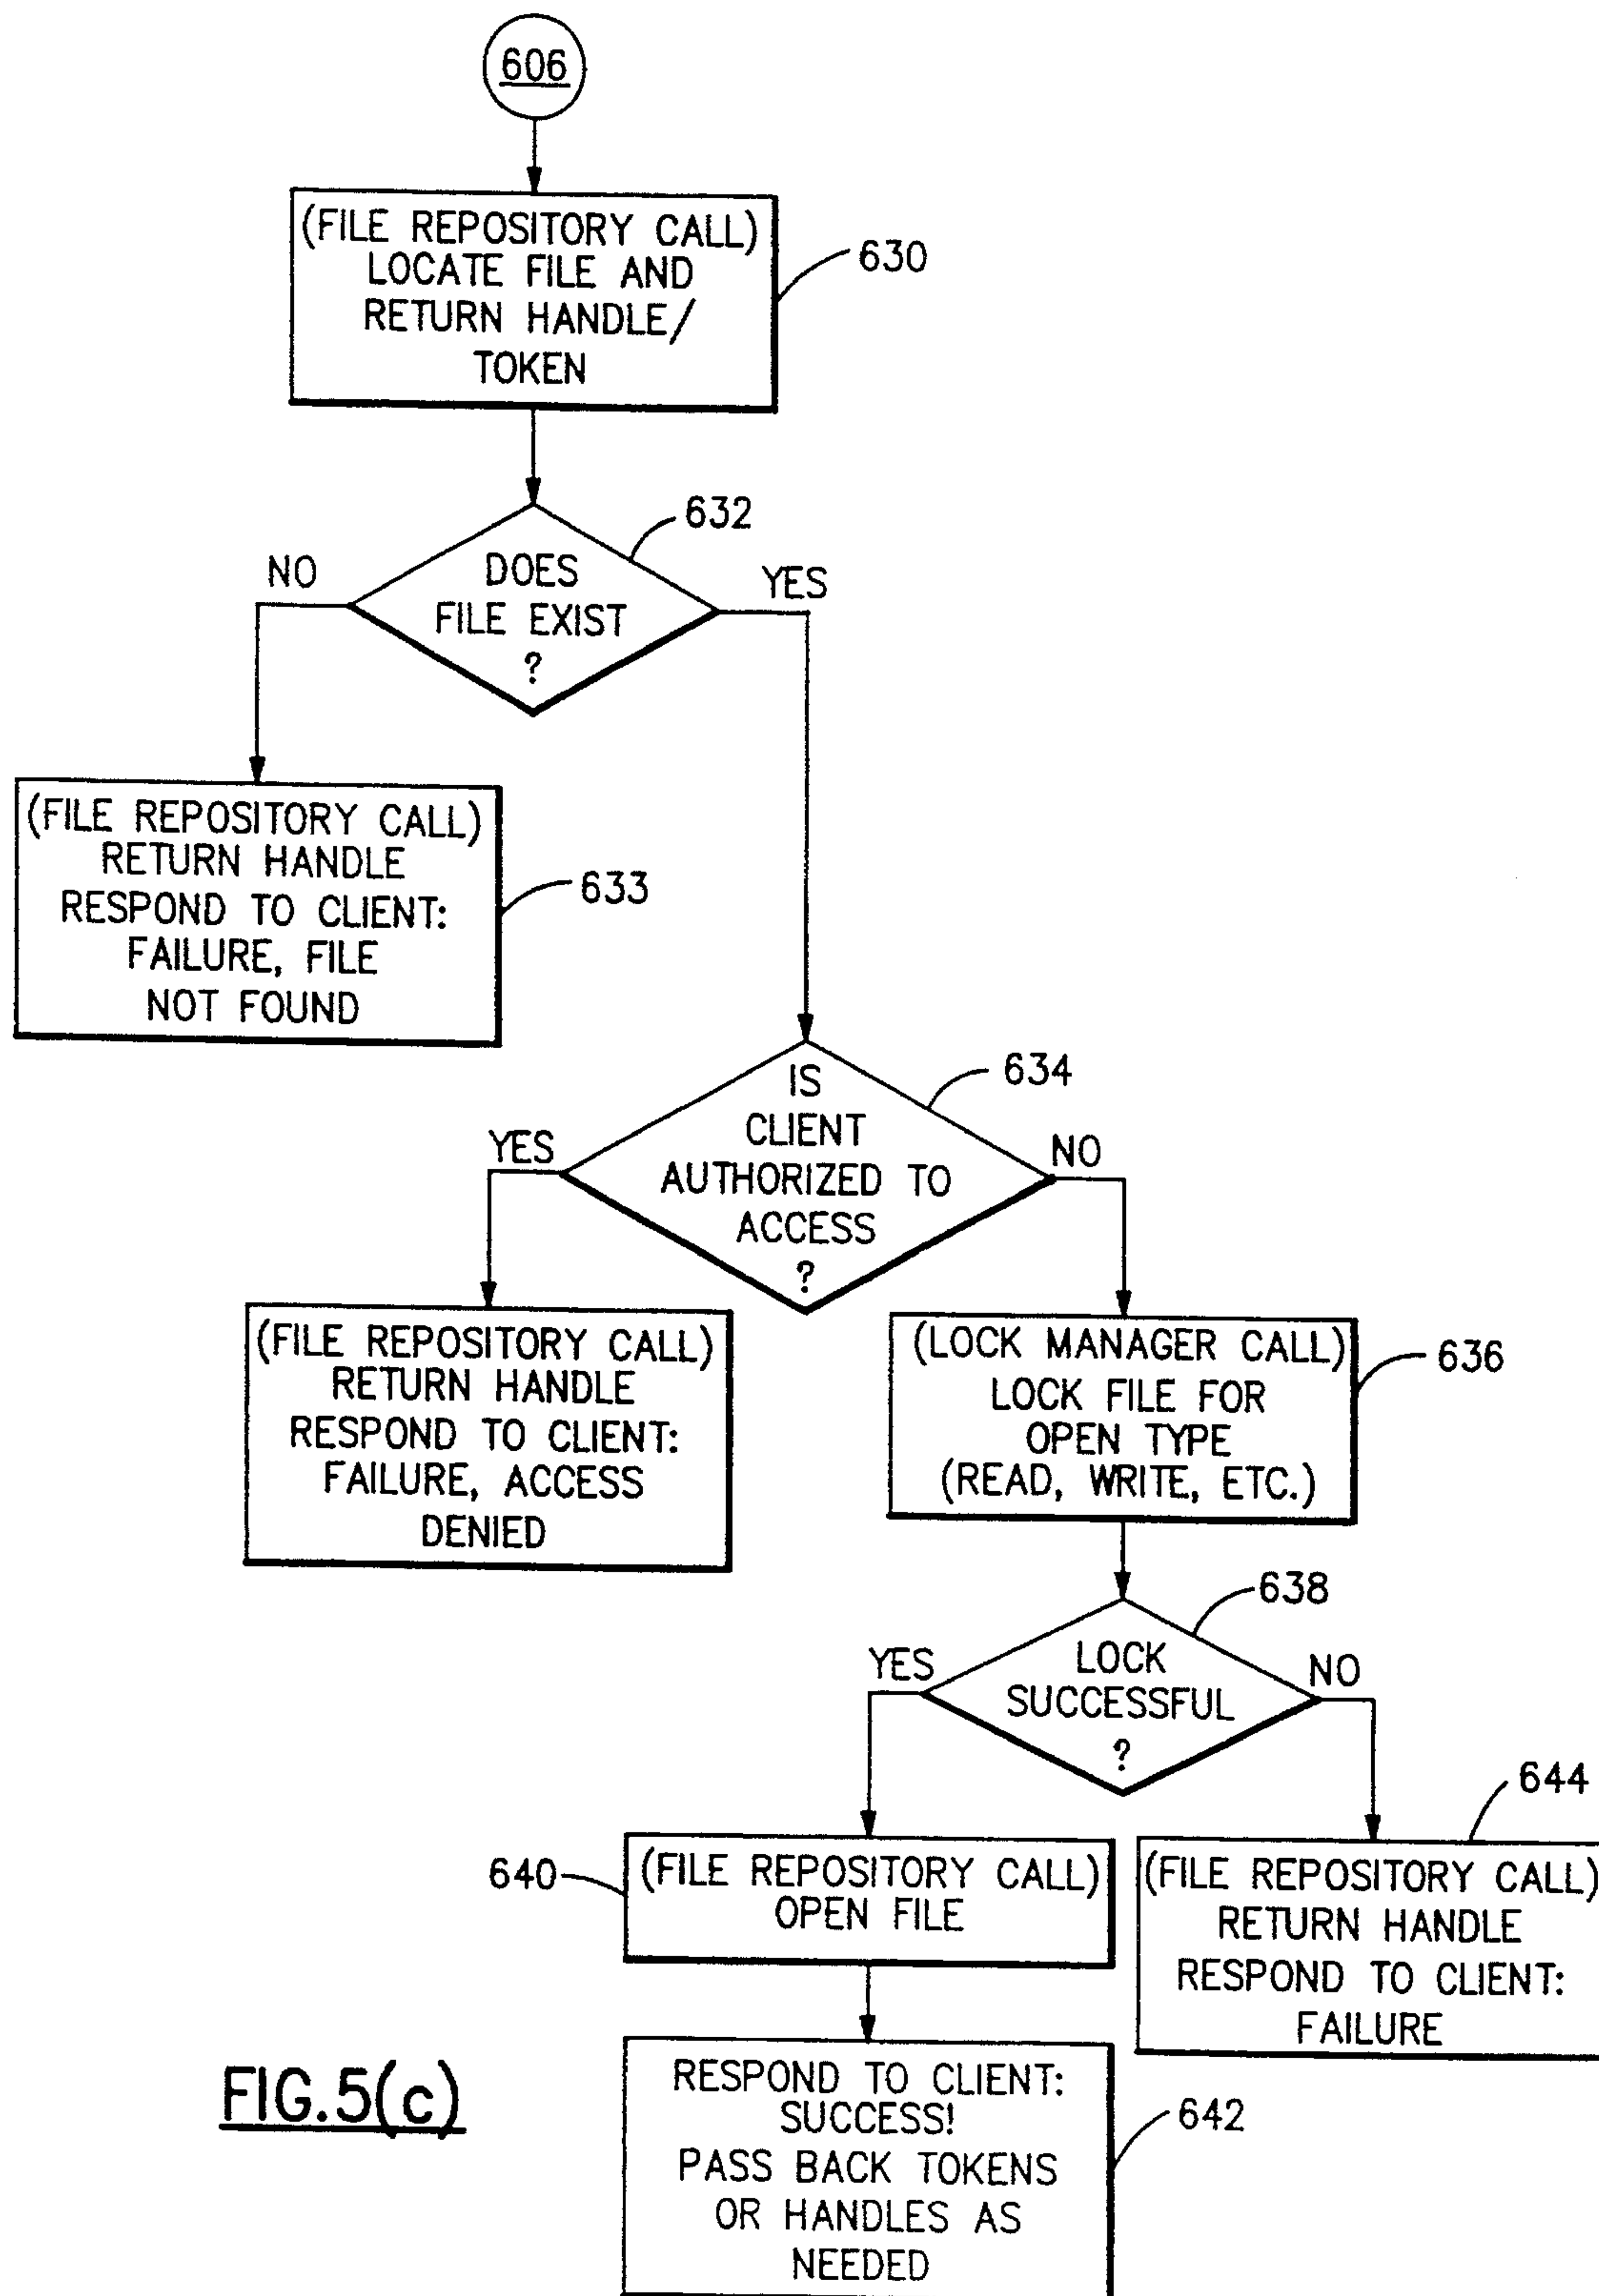 606
(FILE REPOSITORY CALL)
LOCATE FILE AND
RETURN HANDLE/
TOKEN
630
632
DOES
FILE EXIST
?
NO
YES
(FILE REPOSITORY CALL)
RETURN HANDLE
RESPOND TO CLIENT:
FAILURE, FILE
NOT FOUND
633
634
IS
CLIENT
AUTHORIZED TO
ACCESS
?
YES
NO
(FILE REPOSITORY CALL)
RETURN HANDLE
RESPOND TO CLIENT:
FAILURE, ACCESS
DENIED
(LOCK MANAGER CALL)
LOCK FILE FOR
OPEN TYPE
(READ, WRITE, ETC.)
636
638
LOCK
SUCCESSFUL
?
YES
NO
640
(FILE REPOSITORY CALL)
OPEN FILE
644
(FILE REPOSITORY CALL)
RETURN HANDLE
RESPOND TO CLIENT:
FAILURE
RESPOND TO CLIENT:
SUCCESS!
PASS BACK TOKENS
OR HANDLES AS
NEEDED
642
FIG.5(c)